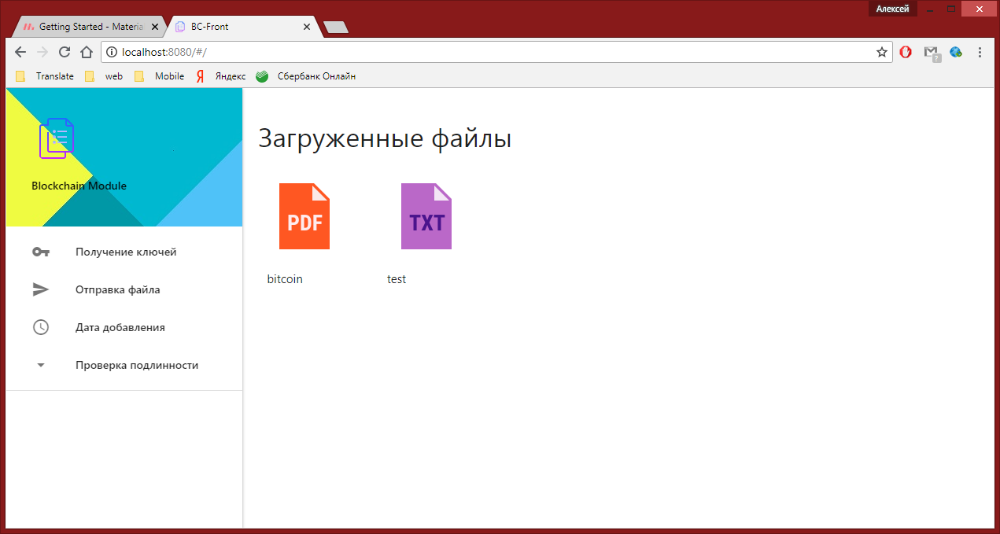 Алексей
Getting Started - Materia
BC-Front
localhost:8080/#/
Translate web Mobile Яндекс Сбербанк Онлайн
Blockchain Module
Получение ключей
Отправка файла
Дата добавления
Проверка подлинности
Загруженные файлы
PDF TXT
bitcoin test